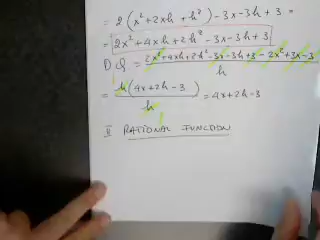 = 2(x² + 2xh + h²) - 3x - 3h + 3 =
= 2x² + 4xh + 2h² - 3x - 3h + 3
D.Q = 2x² + 4xh + 2h² - 3x - 3h + 3 - 2x² + 3x - 3
h
= h(4x + 2h - 3) = 4x + 2h - 3
h
II RATIONAL FUNCTION